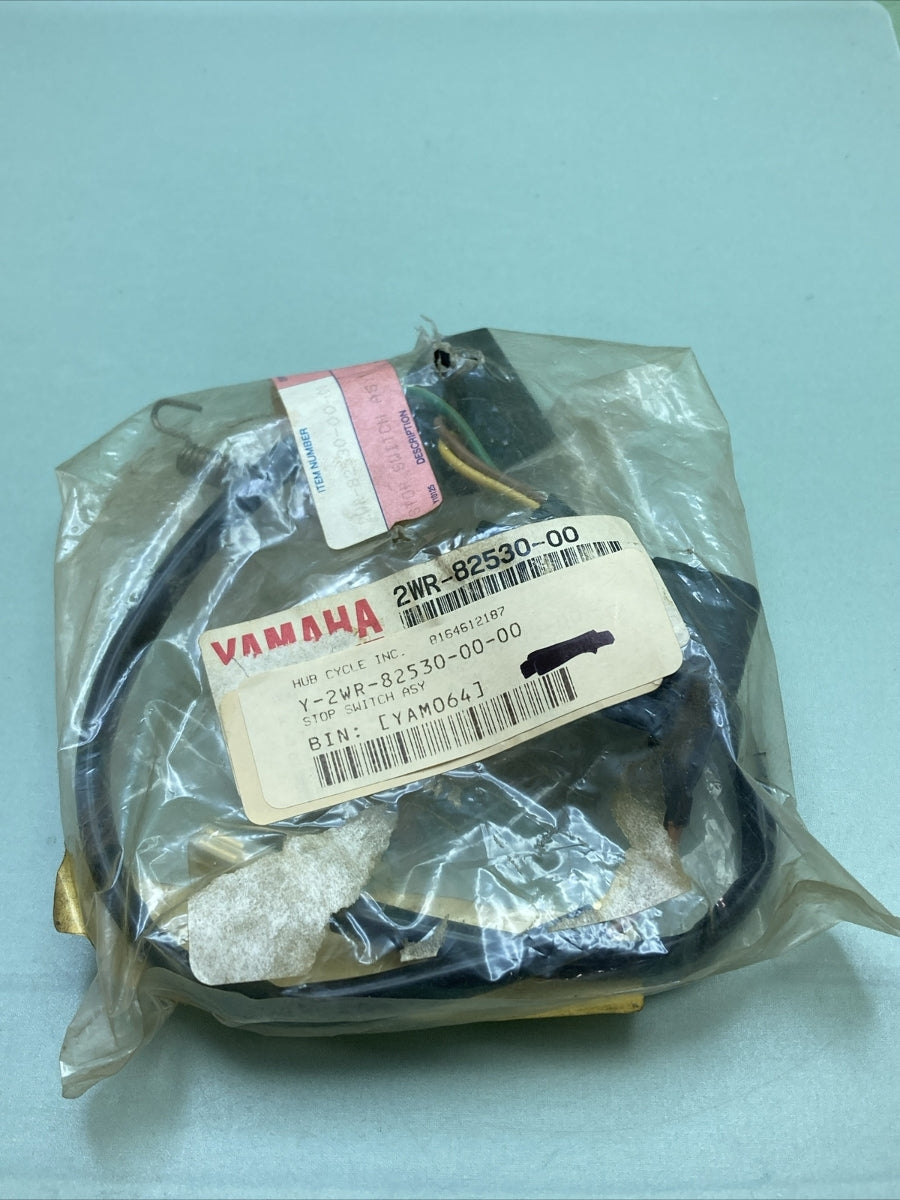 ITEM NUMBER
DESCRIPTION
YAMAHA
2WR-82530-00
HUB CYCLE INC. 8164612187
Y-2WR-82530-00-00
STOP SWITCH ASY
BIN: [YAM064]